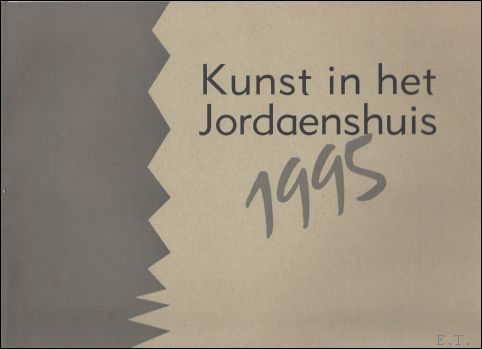 Kunst in het
Jordaenshuis
1995
E.T.